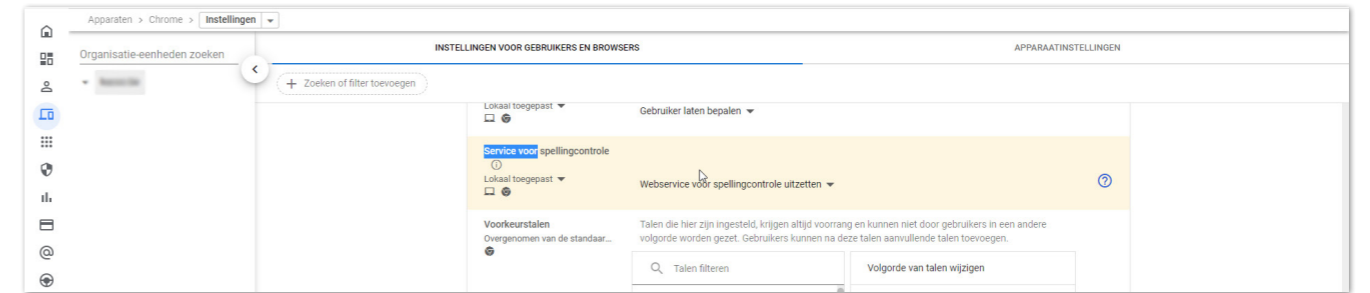 Apparaten > Chrome > Instellingen
Organisatie-eenheden zoeken
INSTELLINGEN VOOR GEBRUIKERS EN BROWSERS
APPARAATINSTELLINGEN
Zoeken of filter toevoegen
Lokaal toegepast
Gebruiker laten bepalen
Service voor spellingcontrole
Lokaal toegepast
Webservice voor spellingcontrole uitzetten
Voorkeurstalen
Overgenomen van de standaar...
Talen die hier zijn ingesteld, krijgen altijd voorrang en kunnen niet door gebruikers in een andere
volgorde worden gezet. Gebruikers kunnen na deze talen aanvullende talen toevoegen.
Talen filteren
Volgorde van talen wijzigen